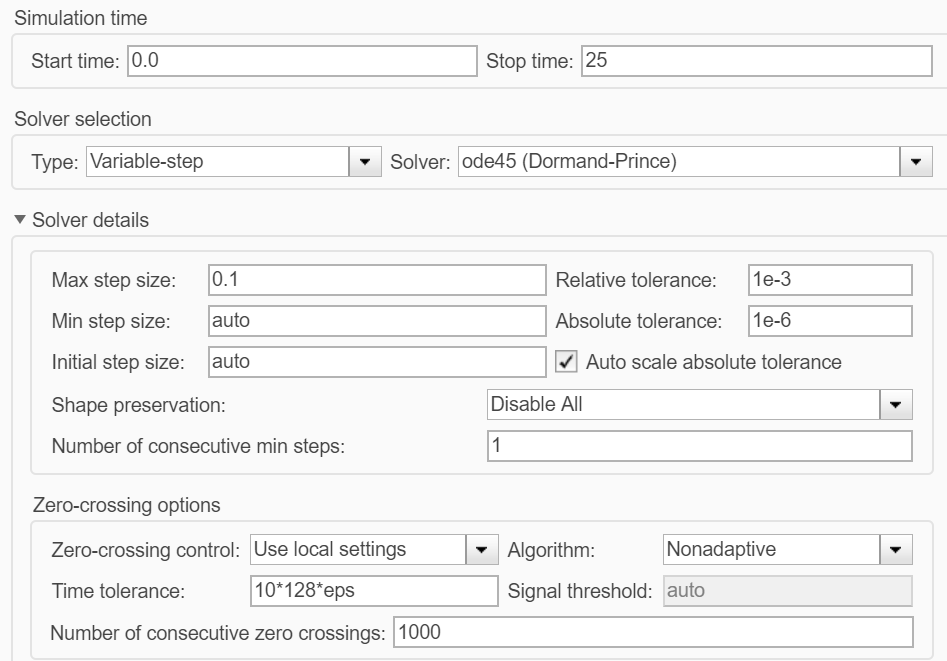 Simulation time
Start time: 0.0 Stop time: 25
Solver selection
Type: Variable-step Solver: ode45 (Dormand-Prince)
Solver details
Max step size: 0.1 Relative tolerance: 1e-3
Min step size: auto Absolute tolerance: 1e-6
Initial step size: auto Auto scale absolute tolerance
Shape preservation: Disable All
Number of consecutive min steps: 1
Zero-crossing options
Zero-crossing control: Use local settings Algorithm: Nonadaptive
Time tolerance: 10*128*eps Signal threshold: auto
Number of consecutive zero crossings: 1000